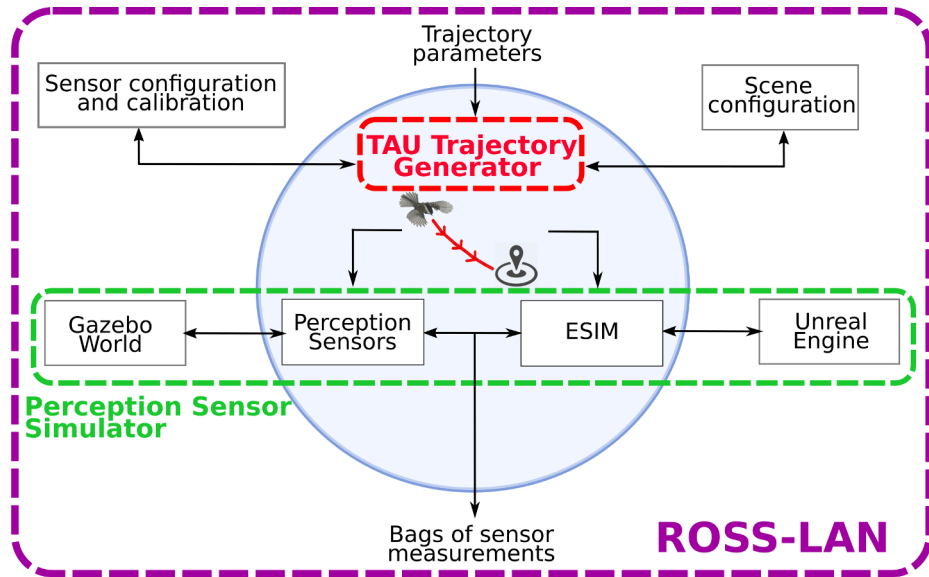 Trajectory
parameters
Sensor configuration
and calibration
Scene
configuration
TAU Trajectory
Generator
Gazebo
World
Perception
Sensors
ESIM
Unreal
Engine
Perception Sensor
Simulator
Bags of sensor
measurements
ROSS-LAN